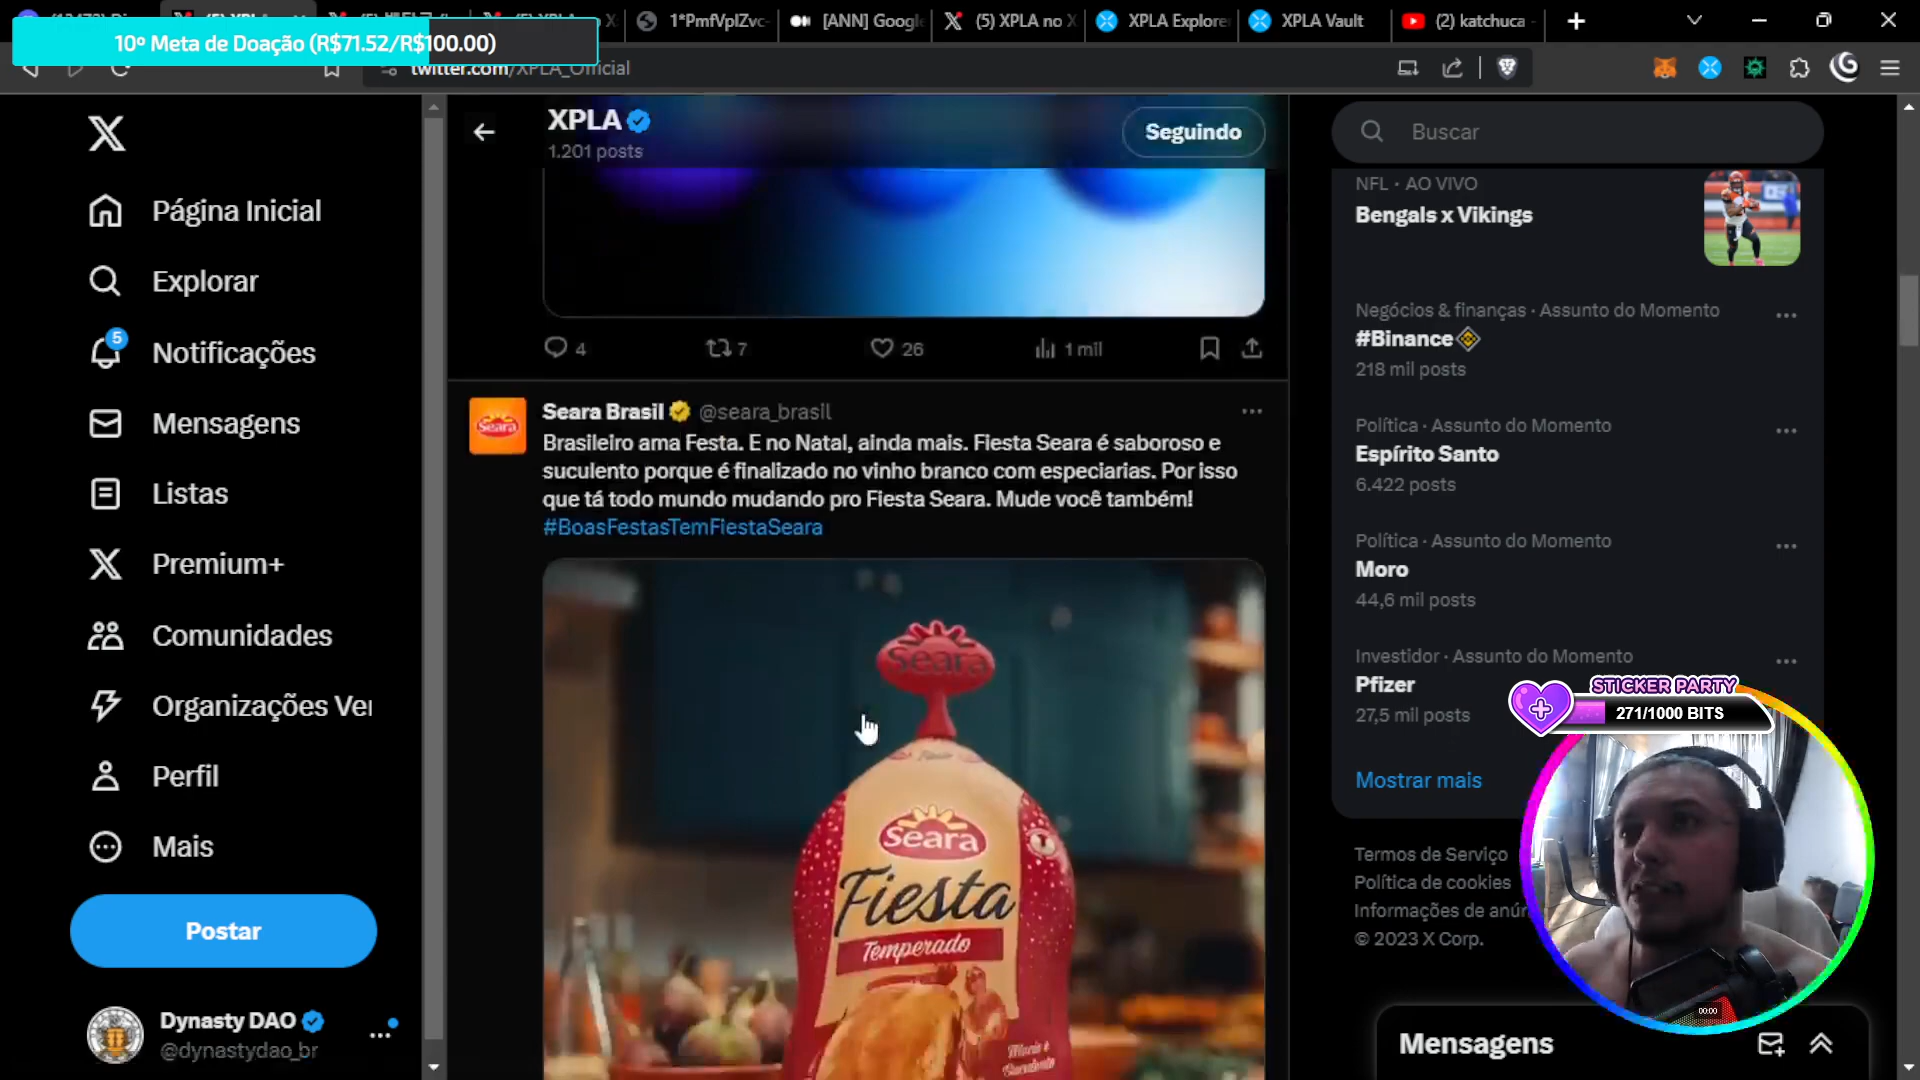 10º Meta de Doação (R$71.52/R$100.00)
1*PmfVpIZvc-
[ANN] Google
(5) XPLA no X
XPLA Explorer
XPLA Vault
(2) katchuca -
twitter.com/XPLA_Official
Página Inicial
Explorar
5
Notificações
Mensagens
Listas
Premium+
Comunidades
Organizações Ver
Perfil
Mais
Postar
Dynasty DAO
@dynastydao_br
XPLA
1.201 posts
Seguindo
4
7
26
1 mil
Seara Brasil @seara_brasil
Brasileiro ama Festa. E no Natal, ainda mais. Fiesta Seara é saboroso e
suculento porque é finalizado no vinho branco com especiarias. Por isso
que tá todo mundo mudando pro Fiesta Seara. Mude você também!
#BoasFestasTemFiestaSeara
Seara
Seara
Fiesta
Temperado
Buscar
NFL · AO VIVO
Bengals x Vikings
Negócios & finanças · Assunto do Momento
#Binance
218 mil posts
Política · Assunto do Momento
Espírito Santo
6.422 posts
Política · Assunto do Momento
Moro
44,6 mil posts
Investidor · Assunto do Momento
Pfizer
27,5 mil posts
Mostrar mais
STICKER PARTY
271/1000 BITS
Termos de Serviço
Política de cookies
Informações de anún
© 2023 X Corp.
00:00
Mensagens